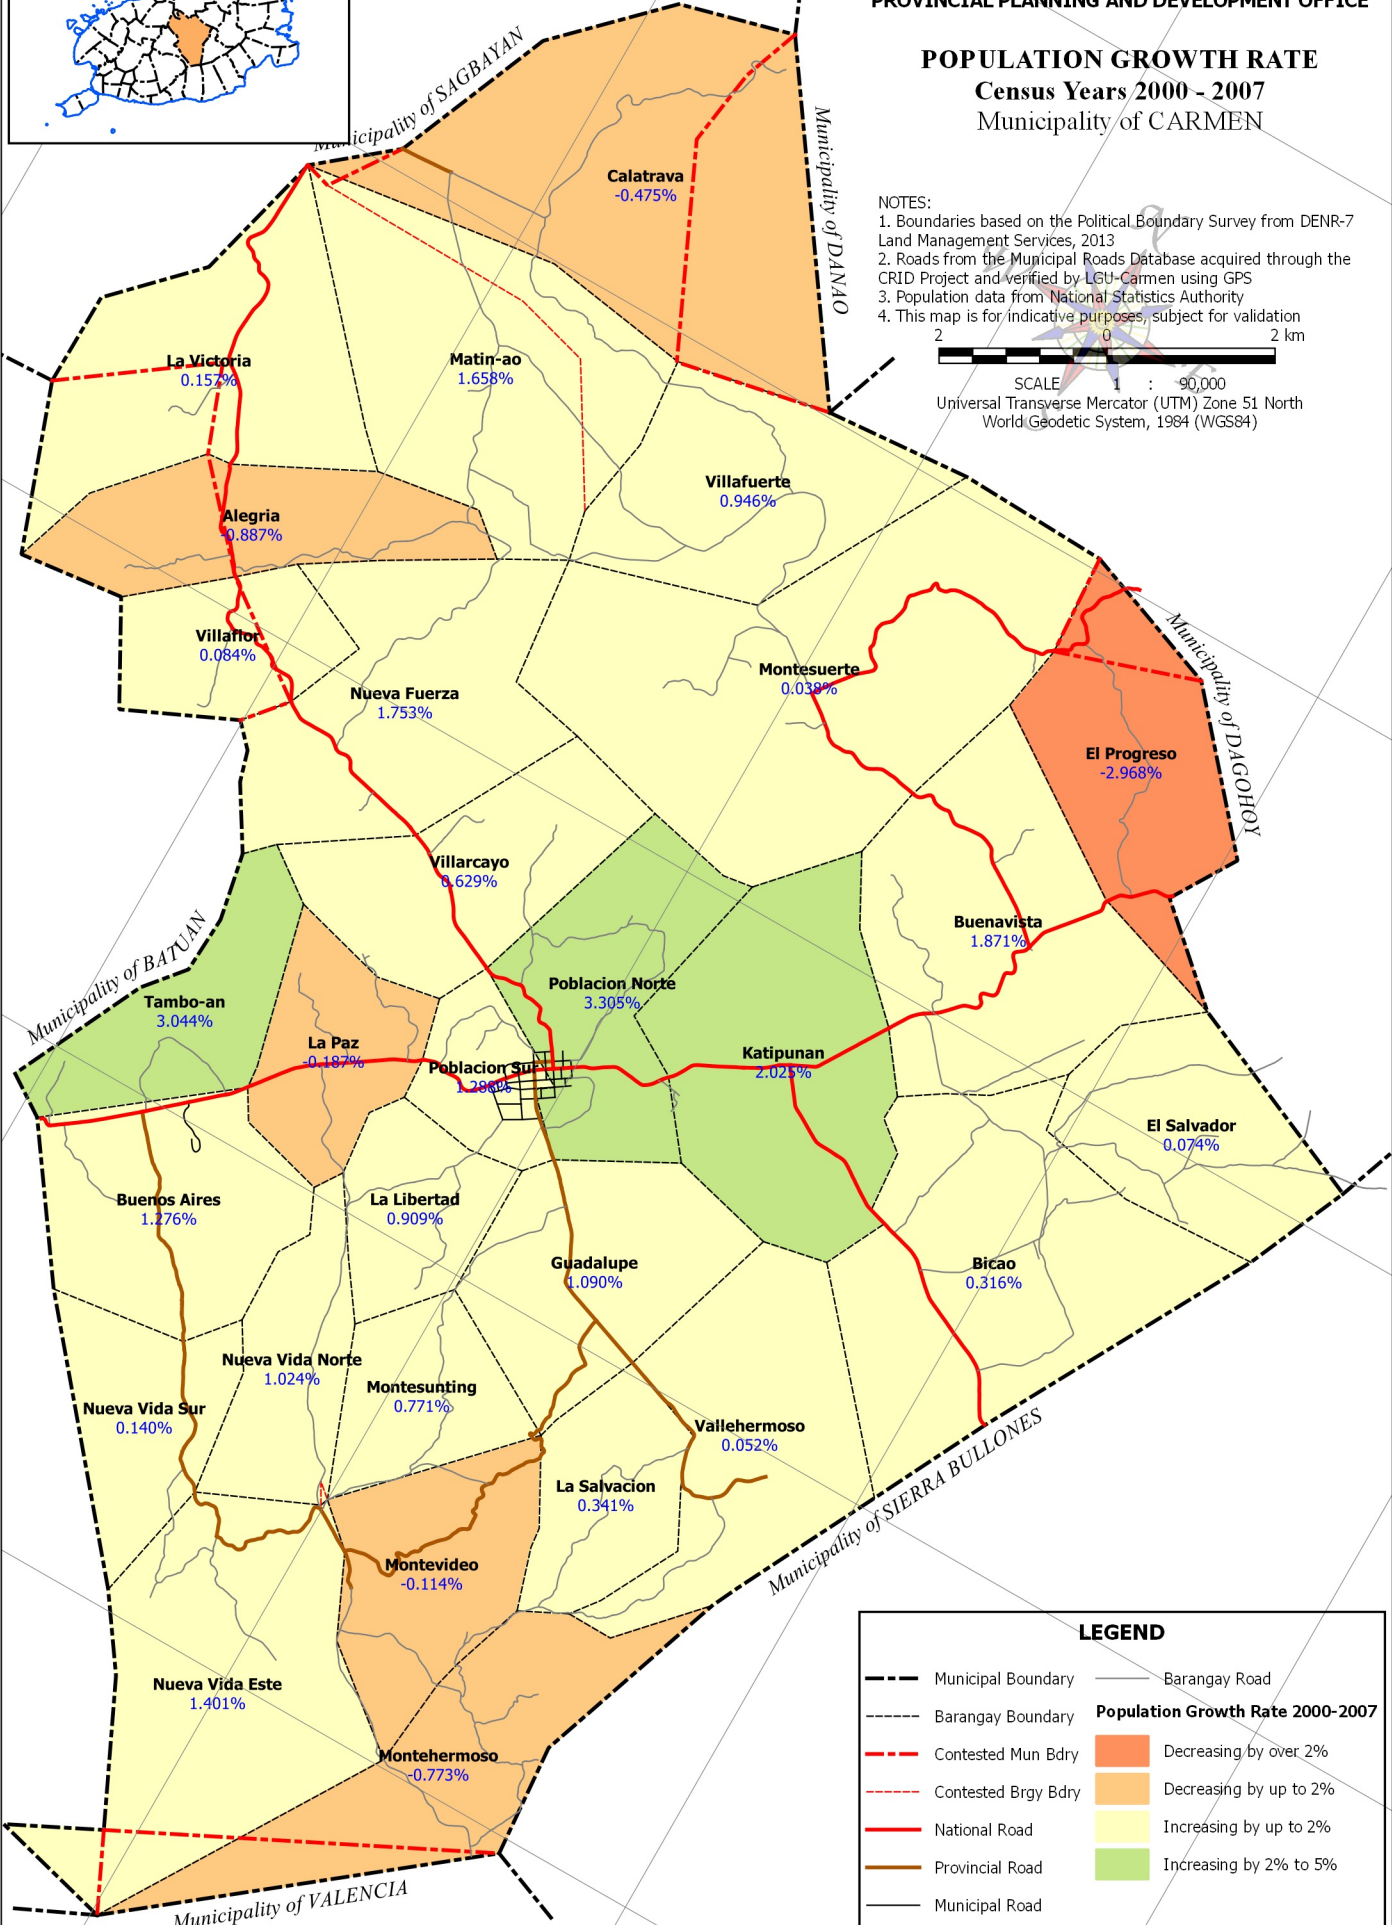 PROVINCIAL PLANNING AND DEVELOPMENT OFFICE
POPULATION GROWTH RATE
Census Years 2000 - 2007
Municipality of CARMEN
NOTES:
1. Boundaries based on the Political Boundary Survey from DENR-7
Land Management Services, 2013
2. Roads from the Municipal Roads Database acquired through the
CRID Project and verified by LGU-Carmen using GPS
3. Population data from National Statistics Authority
4. This map is for indicative purposes, subject for validation
2 0 2 km
SCALE 1 : 90,000
Universal Transverse Mercator (UTM) Zone 51 North
World Geodetic System, 1984 (WGS84)
Municipality of SAGBAYAN
Municipality of DANAO
Calatrava
-0.475%
La Victoria
0.157%
Matin-ao
1.658%
Villafuerte
0.946%
Alegria
-0.887%
Villaflor
0.084%
Nueva Fuerza
1.753%
Montesuerte
0.038%
Municipality of DAGOHOY
El Progreso
-2.968%
Villarcayo
0.629%
Buenavista
1.871%
Municipality of BATUAN
Tambo-an
3.044%
Poblacion Norte
3.305%
La Paz
-0.187%
Poblacion Sur
1.288%
Katipunan
2.025%
El Salvador
0.074%
Buenos Aires
1.276%
La Libertad
0.909%
Guadalupe
1.090%
Bicao
0.316%
Nueva Vida Norte
1.024%
Montesunting
0.771%
Nueva Vida Sur
0.140%
Vallehermoso
0.052%
La Salvacion
0.341%
Municipality of SIERRA BULLONES
Montevideo
-0.114%
Nueva Vida Este
1.401%
Montehermoso
-0.773%
Municipality of VALENCIA
LEGEND
Municipal Boundary
Barangay Boundary
Contested Mun Bdry
Contested Brgy Bdry
National Road
Provincial Road
Municipal Road
Barangay Road
Population Growth Rate 2000-2007
Decreasing by over 2%
Decreasing by up to 2%
Increasing by up to 2%
Increasing by 2% to 5%